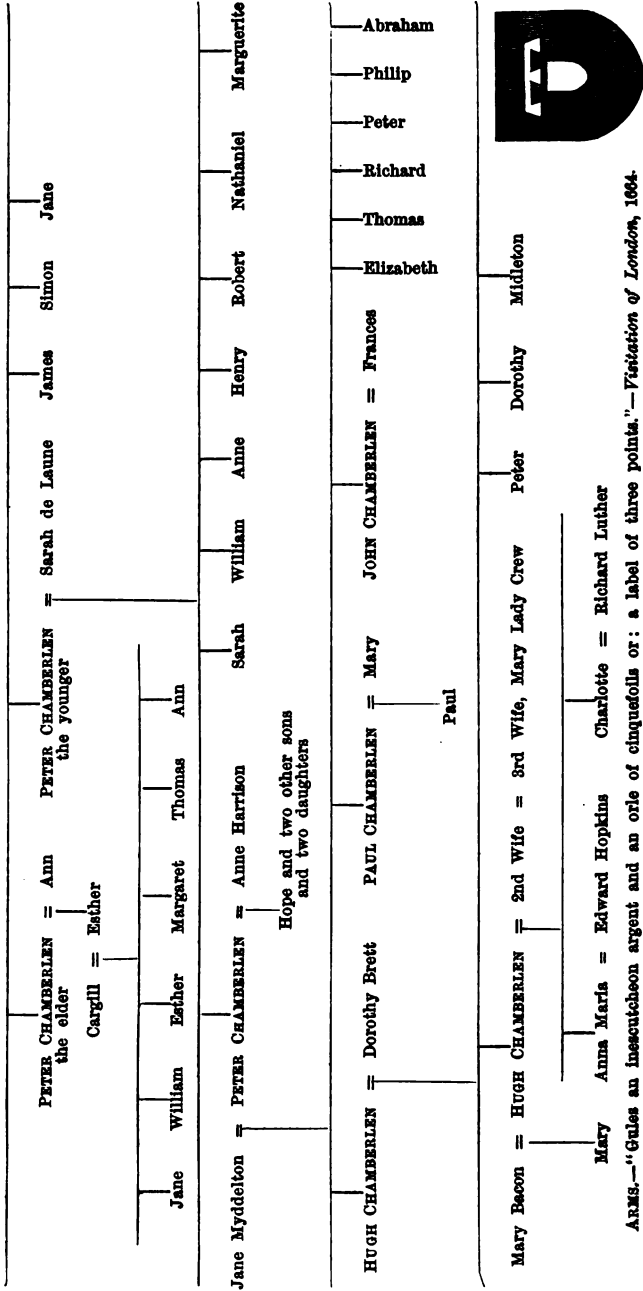 PETER CHAMBERLEN = Ann PETER CHAMBERLEN = Sarah de Laune James Simon Jane
the elder the younger
Cargill = Esther
Jane William Esther Margaret Thomas Ann
Jane Myddelton = PETER CHAMBERLEN = Anne Harrison Sarah William Anne Henry Robert Nathaniel Marguerite
Hope and two other sons
and two daughters
HUGH CHAMBERLEN = Dorothy Brett PAUL CHAMBERLEN = Mary JOHN CHAMBERLEN = Frances Elizabeth Thomas Richard Peter Philip Abraham
Paul
Mary Bacon = HUGH CHAMBERLEN = 2nd Wife = 3rd Wife, Mary Lady Crew Peter Dorothy Midleton
Mary Anna Maria = Edward Hopkins Charlotte = Richard Luther
ARMS.—"Gules an inescutcheon argent and an orle of cinquefoils or: a label of three points."—Visitation of London, 1664.